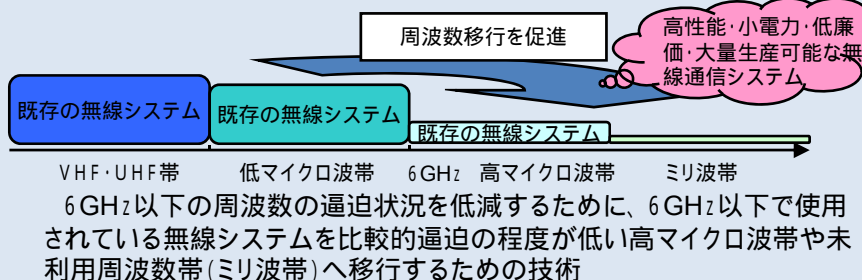 周波数移行を促進
高性能・小電力・低廉
価・大量生産可能な無
線通信システム
既存の無線システム
既存の無線システム
既存の無線システム
VHF・UHF帯
低マイクロ波帯
6GHz
高マイクロ波帯
ミリ波帯
6GHz以下の周波数の逼迫状況を低減するために、6GHz以下で使用
されている無線システムを比較的逼迫の程度が低い高マイクロ波帯や未
利用周波数帯(ミリ波帯)へ移行するための技術